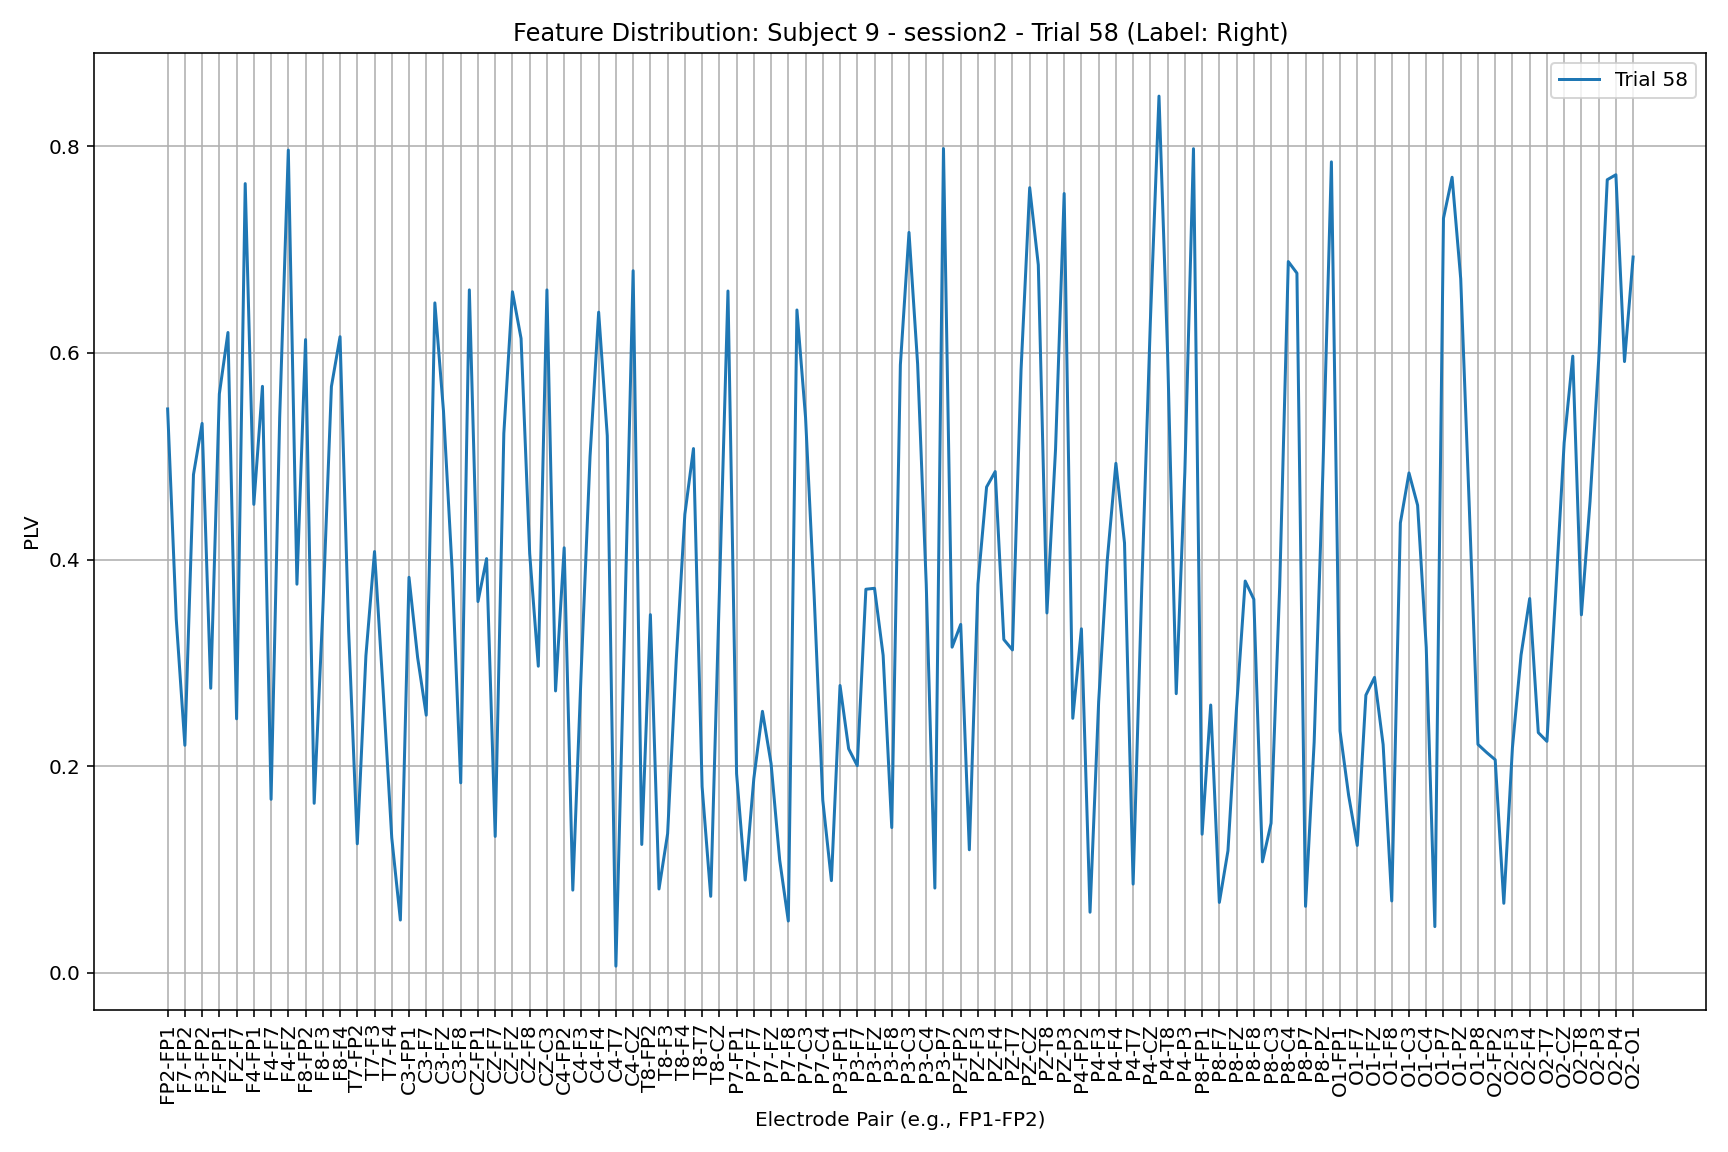 Feature Distribution: Subject 9 - session2 - Trial 58 (Label: Right)
Trial 58
PLV
0.8
0.6
0.4
0.2
0.0
FP2-FP1
F7-FP2
F3-FP2
FZ-FP1
FZ-F7
F4-FP1
F4-F7
F4-FZ
F8-FP2
F8-F3
F8-F4
T7-FP2
T7-F3
T7-F4
C3-FP1
C3-F7
C3-FZ
C3-F8
CZ-FP1
CZ-F7
CZ-FZ
CZ-F8
CZ-C3
C4-FP2
C4-F3
C4-F4
C4-T7
C4-CZ
T8-FP2
T8-F3
T8-F4
T8-T7
T8-CZ
P7-FP1
P7-F7
P7-FZ
P7-F8
P7-C3
P7-C4
P3-FP1
P3-F7
P3-FZ
P3-F8
P3-C3
P3-C4
P3-P7
PZ-FP2
PZ-F3
PZ-F4
PZ-T7
PZ-CZ
PZ-T8
PZ-P3
P4-FP2
P4-F3
P4-F4
P4-T7
P4-CZ
P4-T8
P4-P3
P8-FP1
P8-F7
P8-FZ
P8-F8
P8-C3
P8-C4
P8-P7
P8-PZ
O1-FP1
O1-F7
O1-FZ
O1-F8
O1-C3
O1-C4
O1-P7
O1-PZ
O1-P8
O2-FP2
O2-F3
O2-F4
O2-T7
O2-CZ
O2-T8
O2-P3
O2-P4
O2-O1
Electrode Pair (e.g., FP1-FP2)